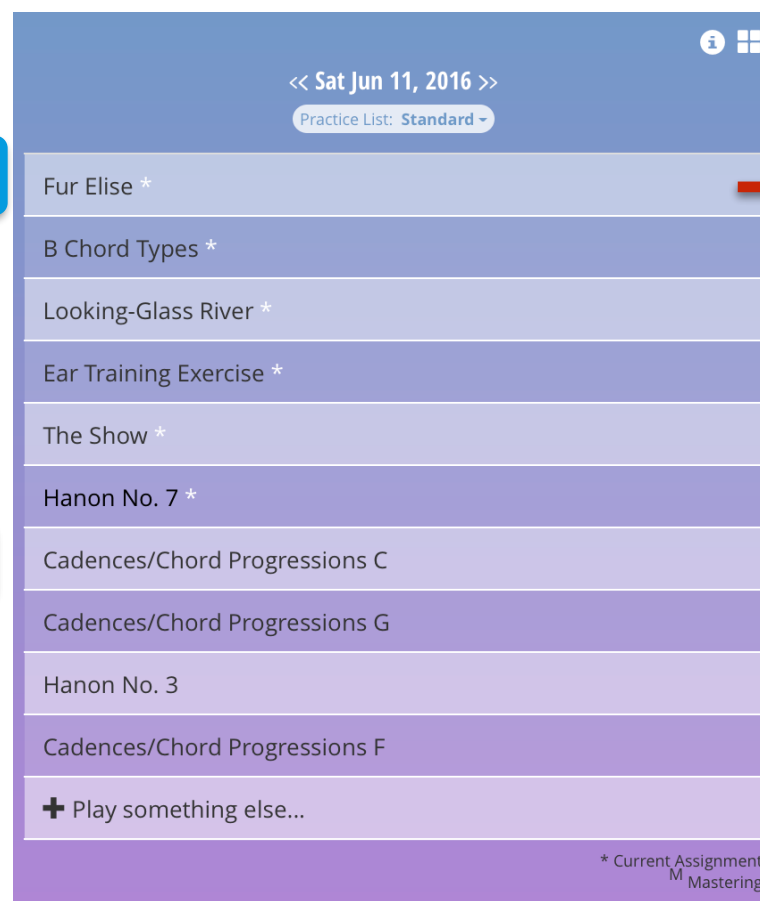 << Sat Jun 11, 2016 >>
Practice List: Standard
Fur Elise *
B Chord Types *
Looking-Glass River *
Ear Training Exercise *
The Show *
Hanon No. 7 *
Cadences/Chord Progressions C
Cadences/Chord Progressions G
Hanon No. 3
Cadences/Chord Progressions F
Play something else...
* Current Assignment
M Mastering